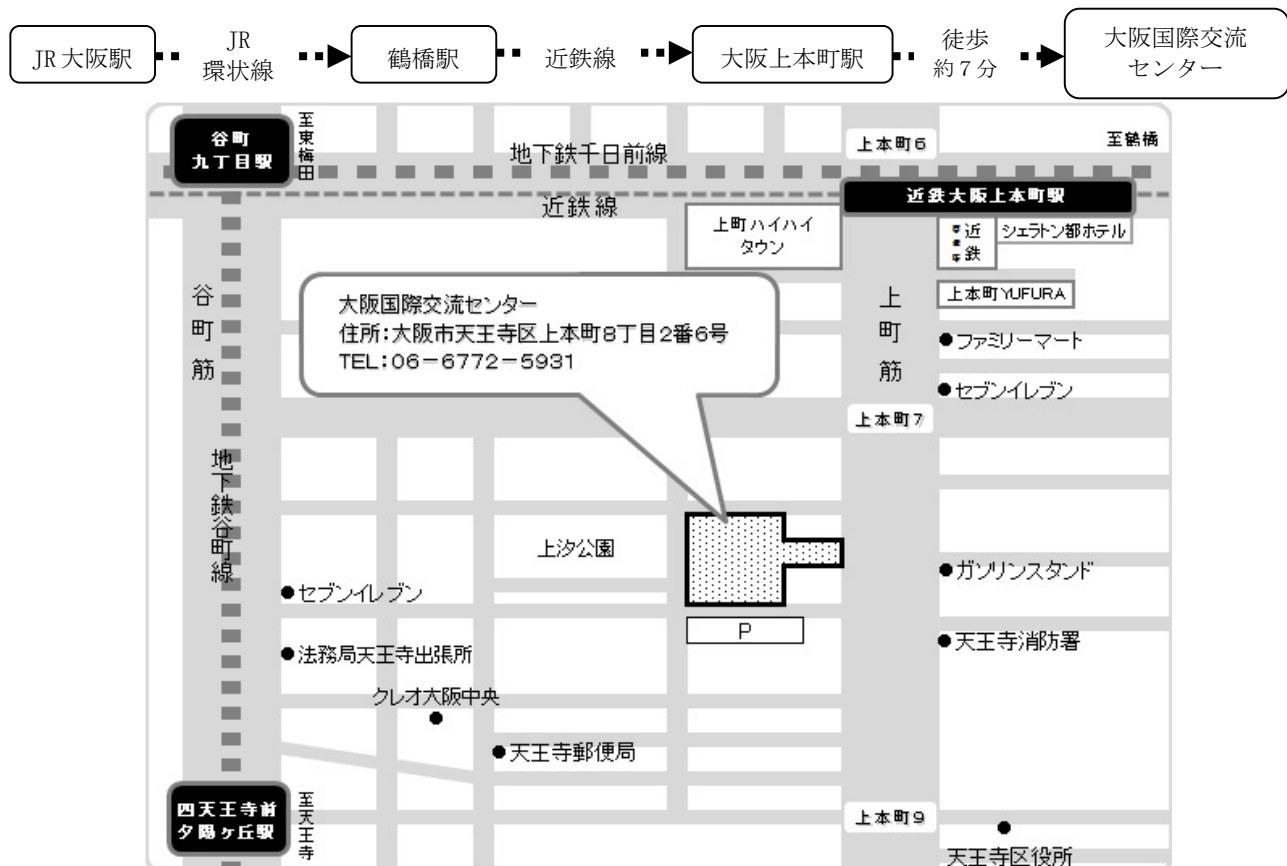 JR大阪駅
JR
環状線
鶴橋駅
近鉄線
大阪上本町駅
徒歩
約7分
大阪国際交流
センター
谷町
九丁目駅
至東梅田
地下鉄千日前線
上本町6
至鶴橋
近鉄大阪上本町駅
近鉄線
上町ハイハイ
タウン
近鉄
シェラトン都ホテル
谷町筋
大阪国際交流センター
住所:大阪市天王寺区上本町8丁目2番6号
TEL:06-6772-5931
上町筋
上本町YUFURA
ファミリーマート
セブンイレブン
上本町7
地下鉄谷町線
上汐公園
ガソリンスタンド
セブンイレブン
P
天王寺消防署
法務局天王寺出張所
クレオ大阪中央
天王寺郵便局
四天王寺前
夕陽ヶ丘駅
至天王寺
上本町9
天王寺区役所